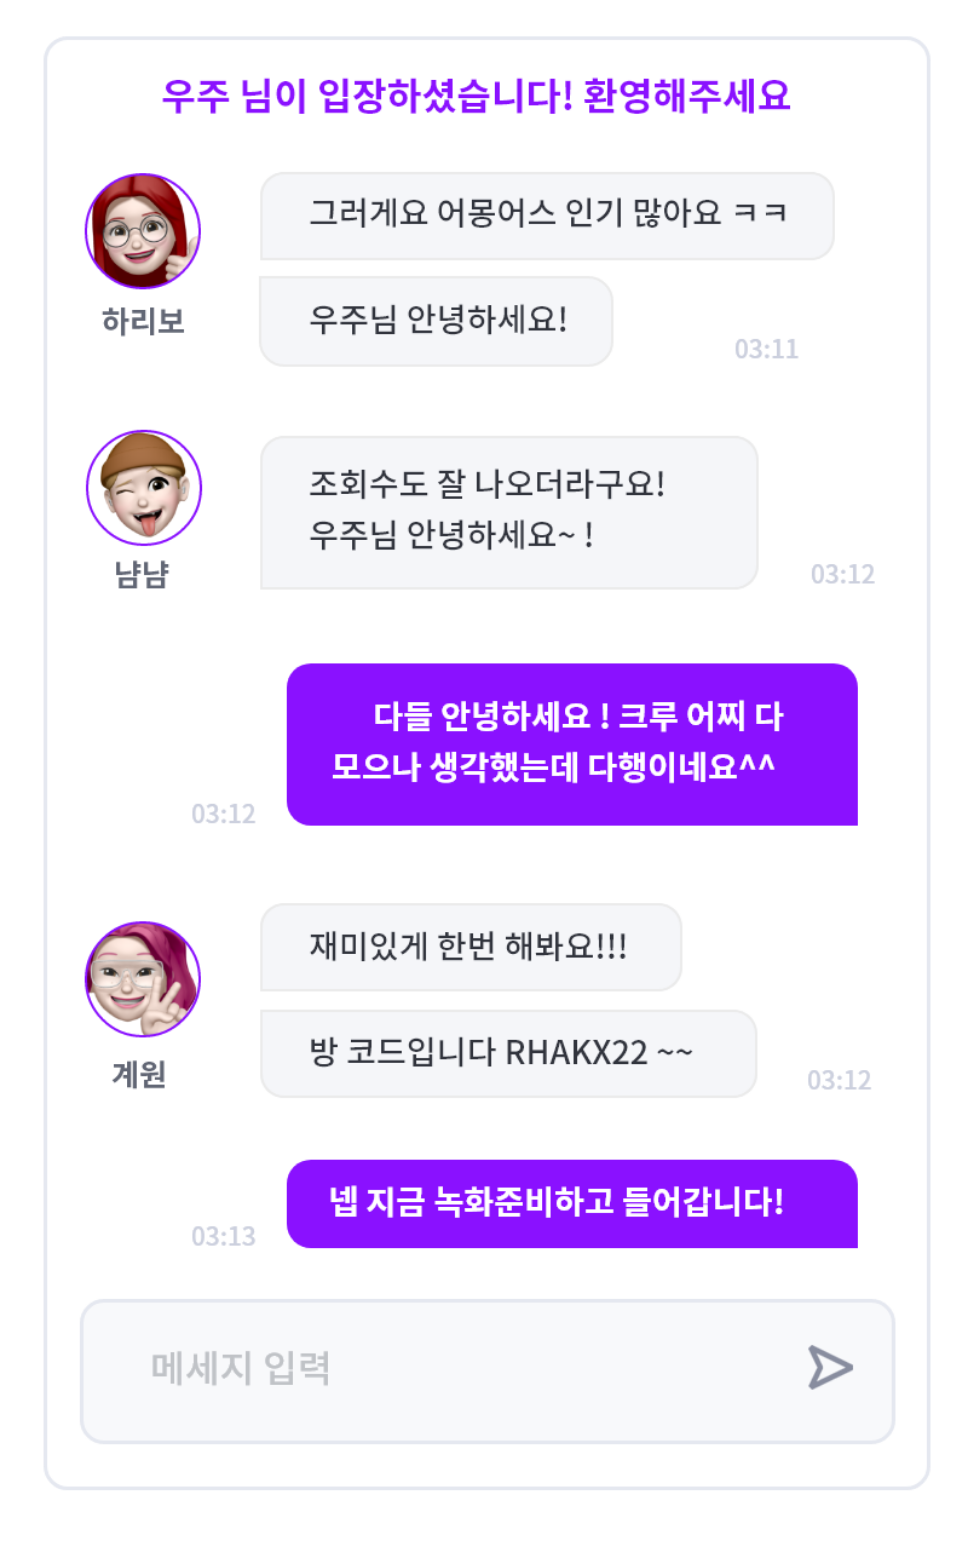 우주 님이 입장하셨습니다! 환영해주세요
그러게요 어몽어스 인기 많아요 ㅋㅋ
하리보
우주님 안녕하세요!
03:11
조회수도 잘 나오더라구요!
우주님 안녕하세요~ !
냠냠
03:12
다들 안녕하세요 ! 크루 어찌 다
모으나 생각했는데 다행이네요^^
03:12
재미있게 한번 해봐요!!!
방 코드입니다 RHAKX22 ~~
계원
03:12
넵 지금 녹화준비하고 들어갑니다!
03:13
메세지 입력